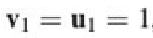 v₁ = u₁ = 1.